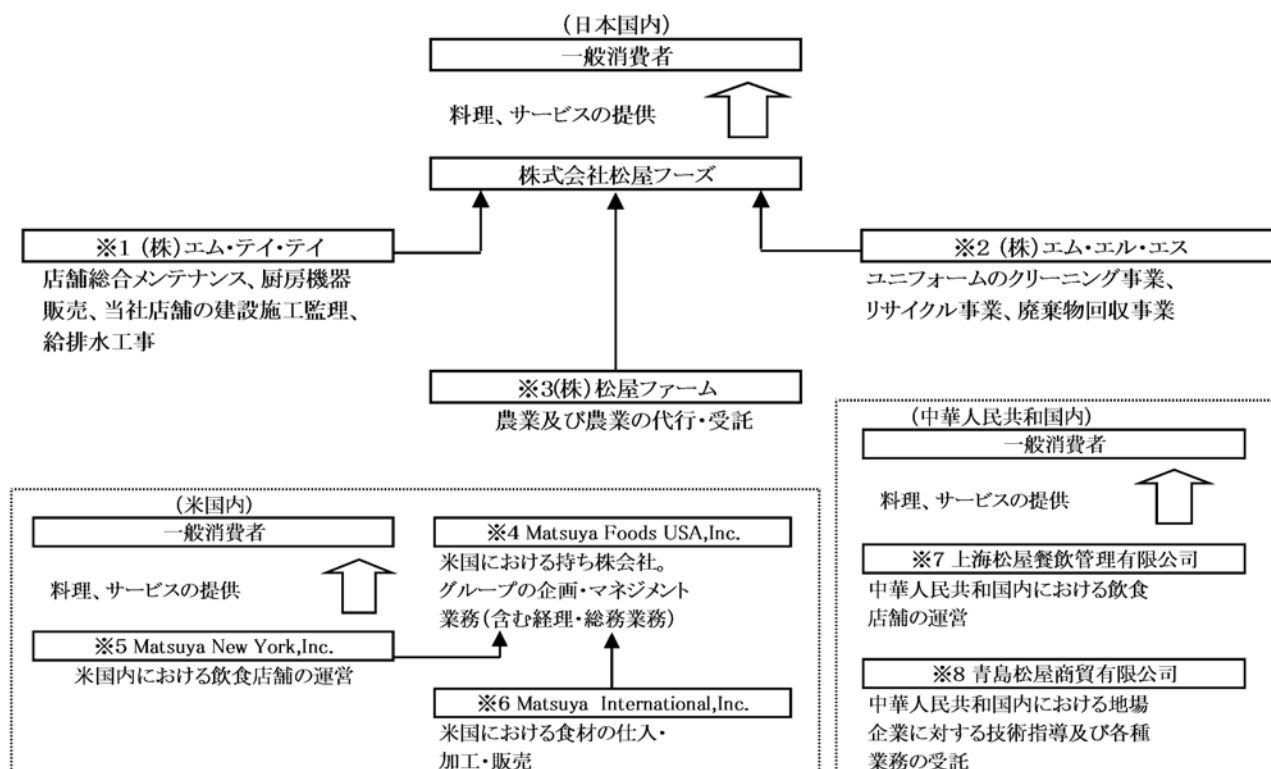 (日本国内)
一般消費者
料理、サービスの提供
株式会社松屋フーズ
※1 (株)エム・テイ・テイ
店舗総合メンテナンス、厨房機器
販売、当社店舗の建設施工監理、
給排水工事
※2 (株)エム・エル・エス
ユニフォームのクリーニング事業、
リサイクル事業、廃棄物回収事業
※3(株)松屋ファーム
農業及び農業の代行・受託
(米国内)
一般消費者
料理、サービスの提供
※5 Matsuya New York,Inc.
米国内における飲食店舗の運営
※4 Matsuya Foods USA,Inc.
米国における持ち株会社。
グループの企画・マネジメント
業務(含む経理・総務業務)
※6 Matsuya International,Inc.
米国における食材の仕入・
加工・販売
(中華人民共和国内)
一般消費者
料理、サービスの提供
※7 上海松屋餐飲管理有限公司
中華人民共和国内における飲食
店舗の運営
※8 青島松屋商貿有限公司
中華人民共和国内における地場
企業に対する技術指導及び各種
業務の受託